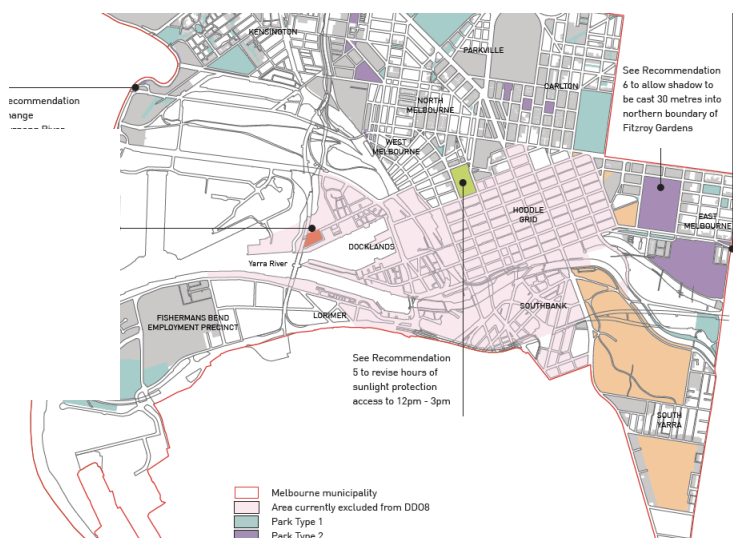 KENSINGTON
PARKVILLE
CARLTON
See Recommendation
6 to allow shadow to
be cast 30 metres into
northern boundary of
Fitzroy Gardens
ecommendation
hange
NORTH
MELBOURNE
WEST
MELBOURNE
HODDLE
GRID
EAST
MELBOURNE
DOCKLANDS
Yarra River
SOUTHBANK
LORIMER
FISHERMANS BEND
EMPLOYMENT PRECINCT
See Recommendation
5 to revise hours of
sunlight protection
access to 12pm - 3pm
SOUTH
YARRA
Melbourne municipality
Area currently excluded from DDO8
Park Type 1
Park Type 2